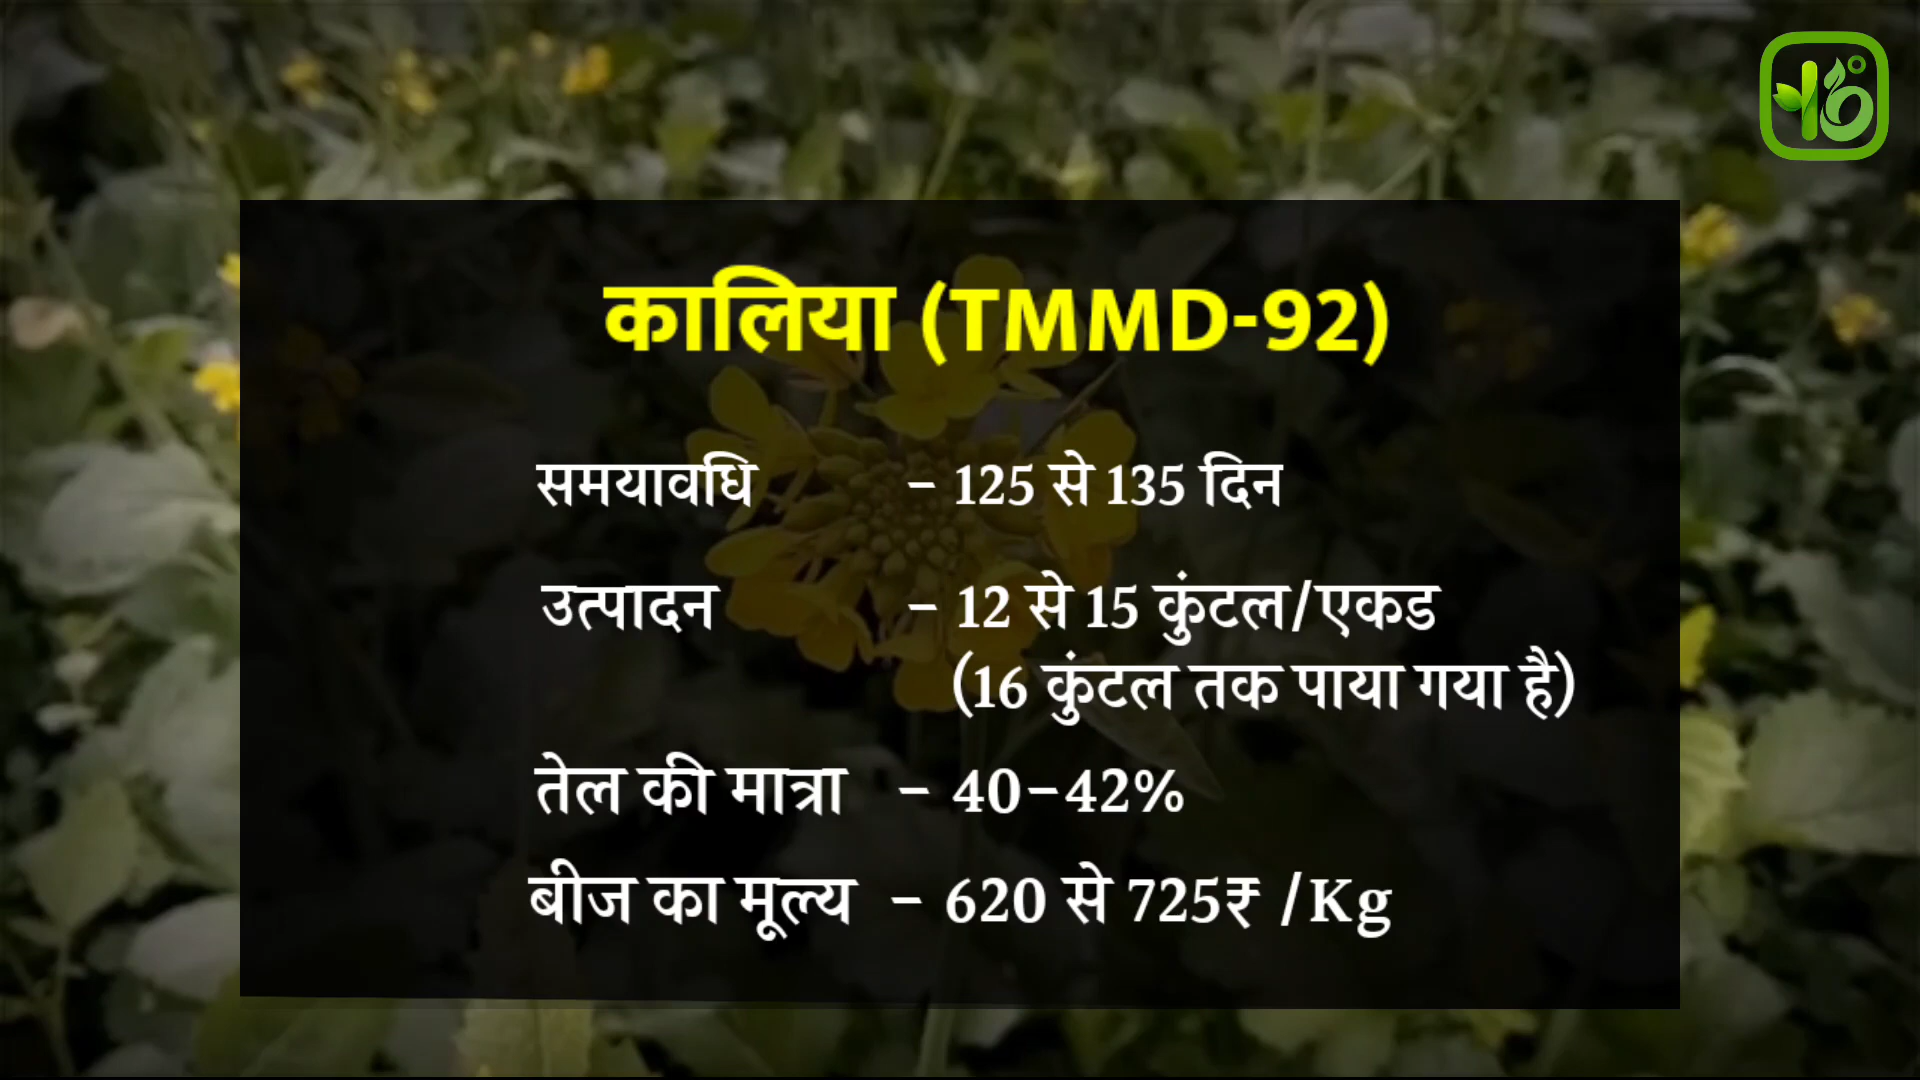 कालिया (TMMD-92)
समयावधि - 125 से 135 दिन
उत्पादन - 12 से 15 कुंटल/एकड
(16 कुंटल तक पाया गया है)
तेल की मात्रा - 40-42%
बीज का मूल्य - 620 से 725₹ /Kg